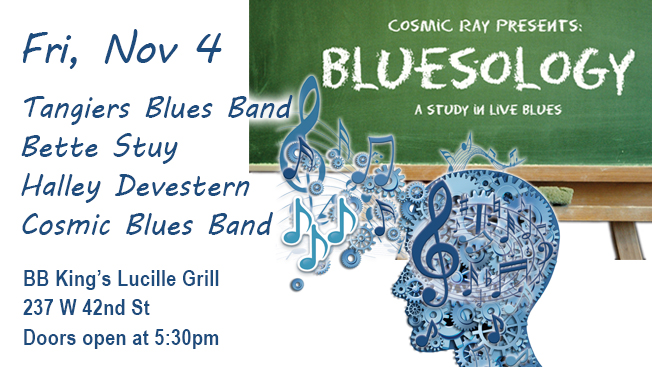 Fri, Nov 4
Tangiers Blues Band
Bette Stuy
Halley Devestern
Cosmic Blues Band
BB King's Lucille Grill
237 W 42nd St
Doors open at 5:30pm
COSMIC RAY PRESENTS:
BLUESOLOGY
A STUDY IN LIVE BLUES